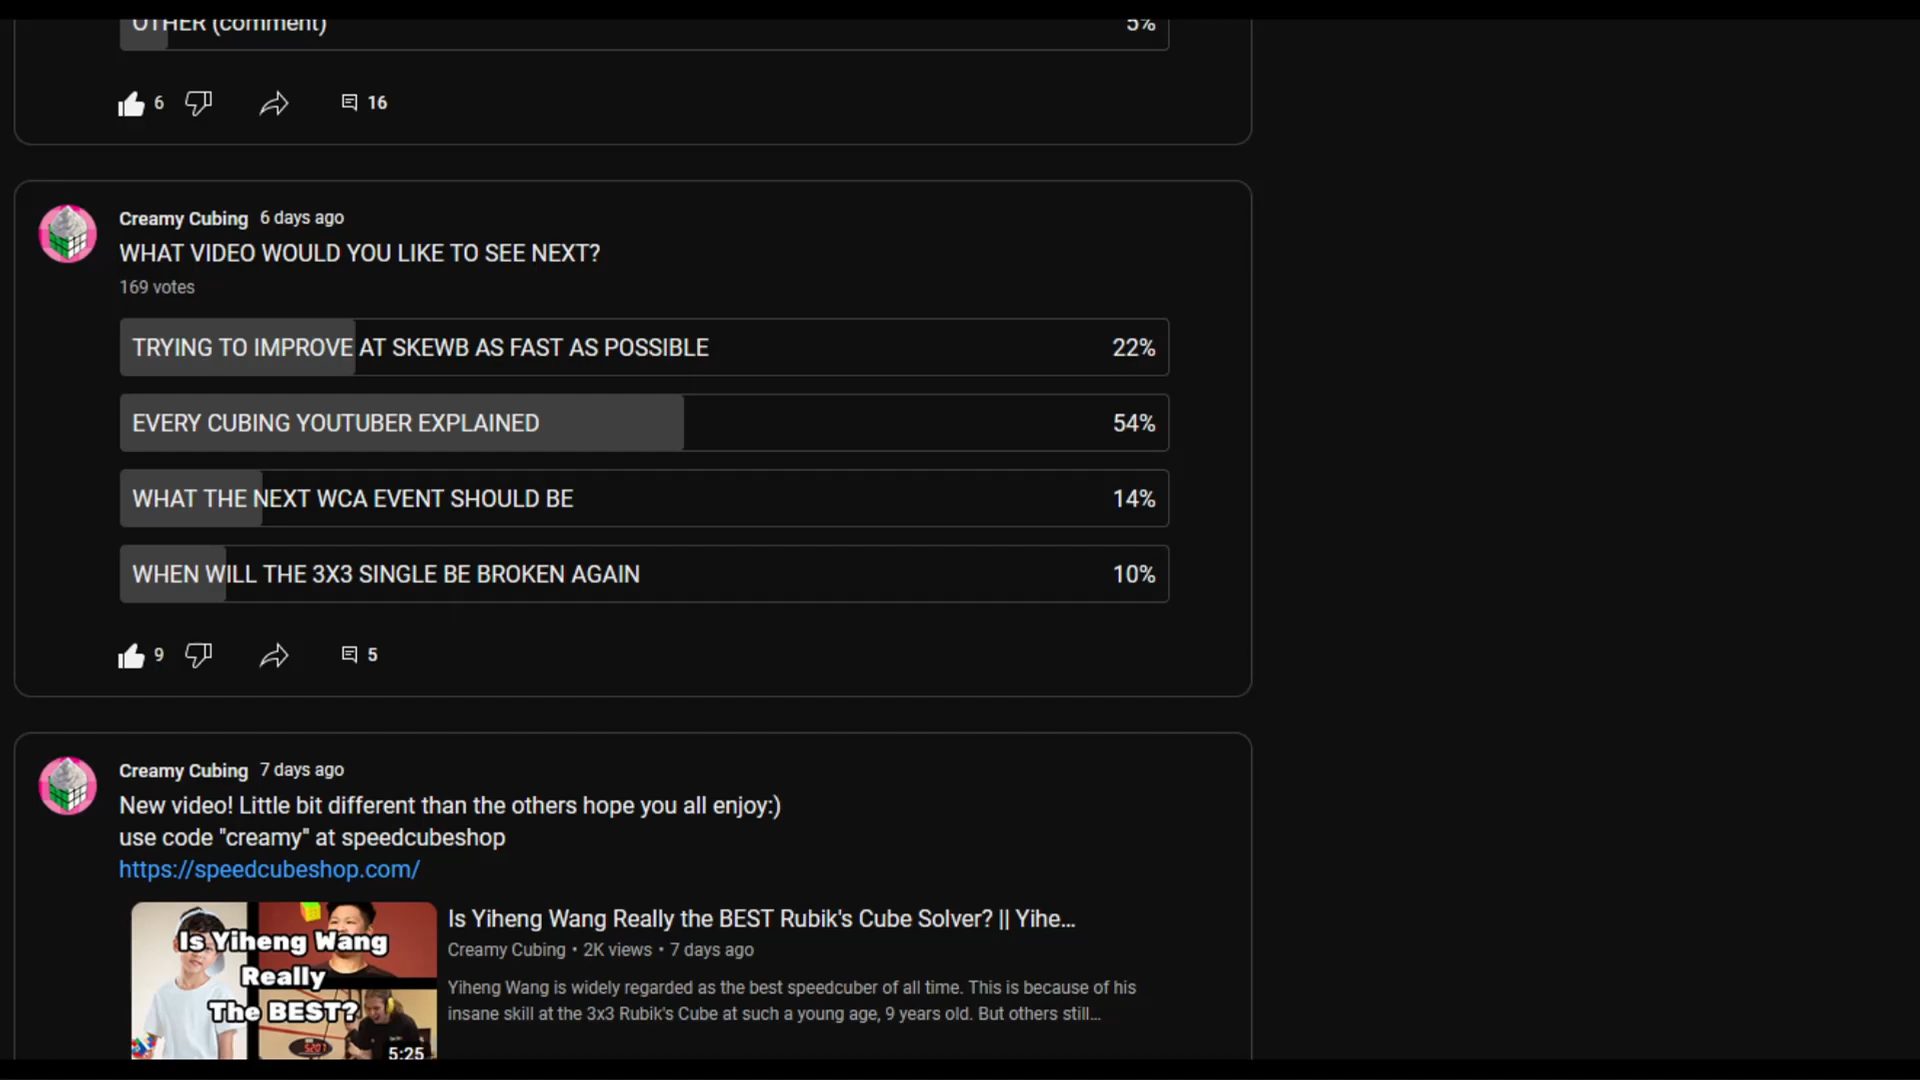 OTHER (comment) 5%
6 16
Creamy Cubing 6 days ago
WHAT VIDEO WOULD YOU LIKE TO SEE NEXT?
169 votes
TRYING TO IMPROVE AT SKEWB AS FAST AS POSSIBLE 22%
EVERY CUBING YOUTUBER EXPLAINED 54%
WHAT THE NEXT WCA EVENT SHOULD BE 14%
WHEN WILL THE 3X3 SINGLE BE BROKEN AGAIN 10%
9 5
Creamy Cubing 7 days ago
New video! Little bit different than the others hope you all enjoy:)
use code "creamy" at speedcubeshop
https://speedcubeshop.com/
Is Yiheng Wang
Really
The BEST?
5:25
Is Yiheng Wang Really the BEST Rubik's Cube Solver? || Yihe...
Creamy Cubing • 2K views • 7 days ago
Yiheng Wang is widely regarded as the best speedcuber of all time. This is because of his
insane skill at the 3x3 Rubik's Cube at such a young age, 9 years old. But others still...